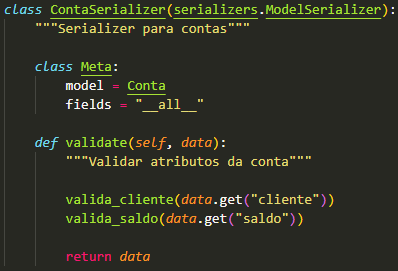 class ContaSerializer(serializers.ModelSerializer):
    """Serializer para contas"""

    class Meta:
        model = Conta
        fields = "__all__"

    def validate(self, data):
        """Validar atributos da conta"""

        valida_cliente(data.get("cliente"))
        valida_saldo(data.get("saldo"))

        return data